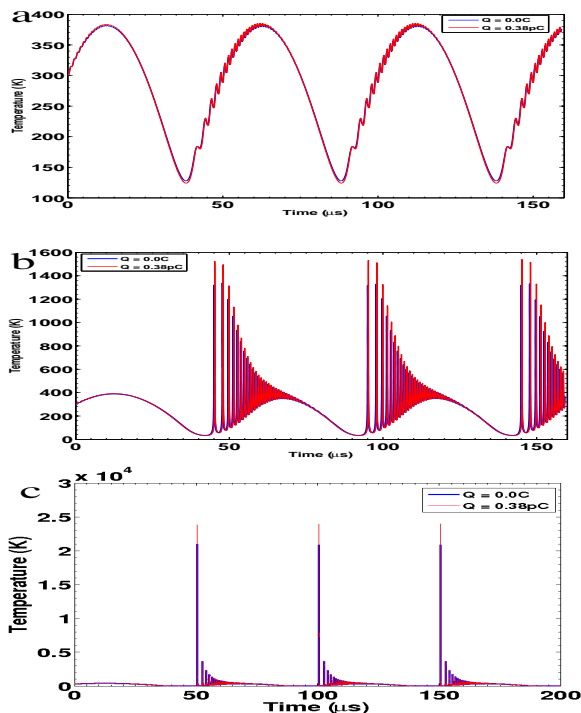 a
400
350
300
250
200
150
100
Temperature (K)
Q = 0.0C
Q = 0.38pC
0
50
100
150
Time (μs)
b
1600
1400
1200
1000
800
600
400
200
0
Temperature (K)
Q = 0.0C
Q = 0.38pC
0
50
100
150
Time (μs)
c
3 x 10^4
2.5
2
1.5
1
0.5
0
Temperature (K)
Q = 0.0C
Q = 0.38pC
0
50
100
150
200
Time (μs)